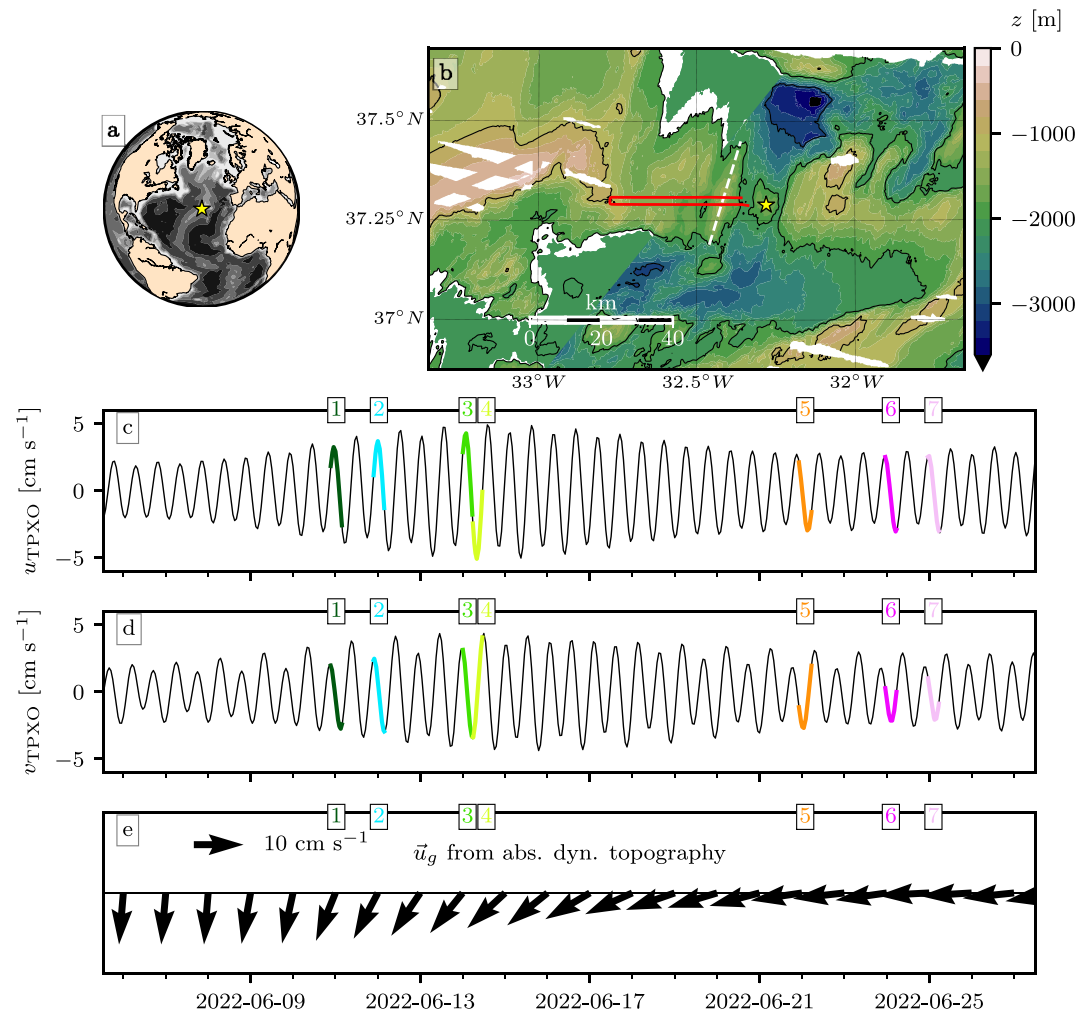 z [m]
a
b
0
−1000
−2000
−3000
37.5°N
37.25°N
37°N
km
0 20 40
33°W 32.5°W 32°W
1 2 3 4 5 6 7
c
5
0
−5
u_TPXO [cm s⁻¹]
1 2 3 4 5 6 7
d
5
0
−5
v_TPXO [cm s⁻¹]
1 2 3 4 5 6 7
e
10 cm s⁻¹
u⃗_g from abs. dyn. topography
2022-06-09 2022-06-13 2022-06-17 2022-06-21 2022-06-25